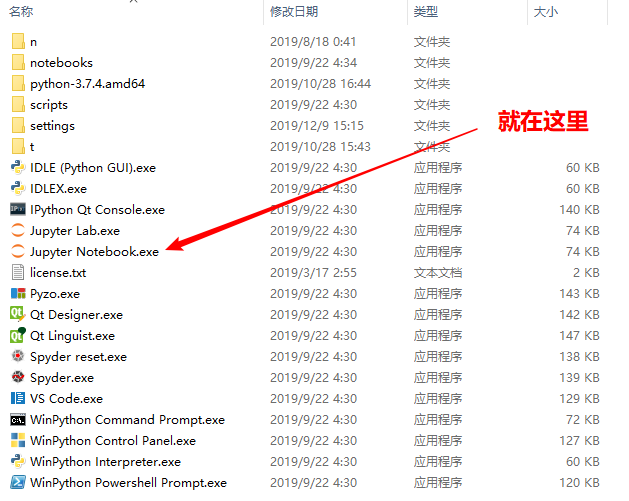 名称 修改日期 类型 大小
n 2019/8/18 0:41 文件夹
notebooks 2019/9/22 4:34 文件夹
python-3.7.4.amd64 2019/10/28 16:44 文件夹
scripts 2019/9/22 4:30 文件夹
settings 2019/12/9 15:15 文件夹
就在这里
t 2019/10/28 15:43 文件夹
IDLE (Python GUI).exe 2019/9/22 4:30 应用程序 60 KB
IDLEX.exe 2019/9/22 4:30 应用程序 60 KB
IPython Qt Console.exe 2019/9/22 4:30 应用程序 140 KB
Jupyter Lab.exe 2019/9/22 4:30 应用程序 74 KB
Jupyter Notebook.exe 2019/9/22 4:30 应用程序 74 KB
license.txt 2019/3/17 2:55 文本文档 2 KB
Pyzo.exe 2019/9/22 4:30 应用程序 143 KB
Qt Designer.exe 2019/9/22 4:30 应用程序 142 KB
Qt Linguist.exe 2019/9/22 4:30 应用程序 147 KB
Spyder reset.exe 2019/9/22 4:30 应用程序 138 KB
Spyder.exe 2019/9/22 4:30 应用程序 139 KB
VS Code.exe 2019/9/22 4:30 应用程序 129 KB
WinPython Command Prompt.exe 2019/9/22 4:30 应用程序 72 KB
WinPython Control Panel.exe 2019/9/22 4:30 应用程序 127 KB
WinPython Interpreter.exe 2019/9/22 4:30 应用程序 60 KB
WinPython Powershell Prompt.exe 2019/9/22 4:30 应用程序 120 KB